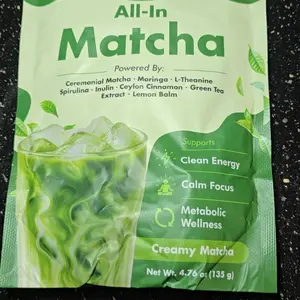 All-In
Matcha
Powered By:
Ceremonial Matcha · Moringa · L-Theanine
Spirulina · Inulin · Ceylon Cinnamon · Green Tea
Extract · Lemon Balm
Supports
Clean Energy
Calm Focus
Metabolic
Wellness
Creamy Matcha
Net Wt. 4.76 oz (135 g)